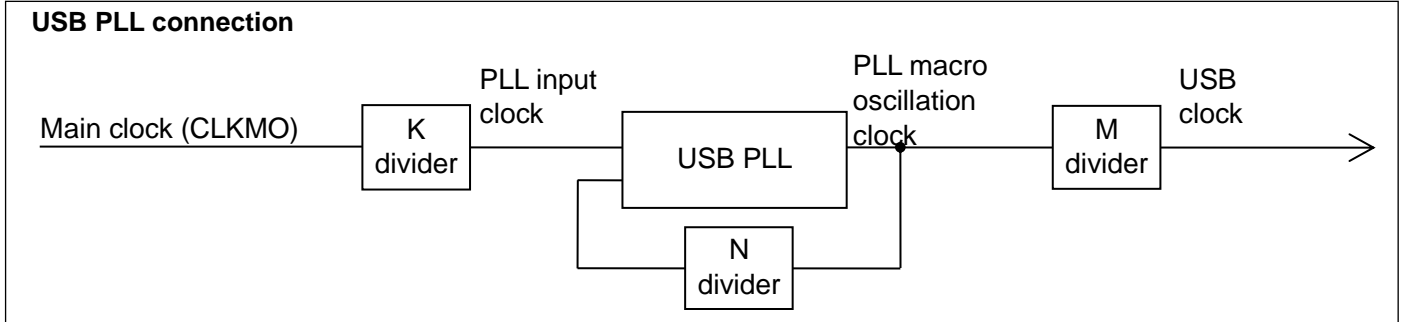 USB PLL connection
PLL input
clock
PLL macro
oscillation
clock
USB
clock
Main clock (CLKMO)
K
divider
USB PLL
M
divider
N
divider